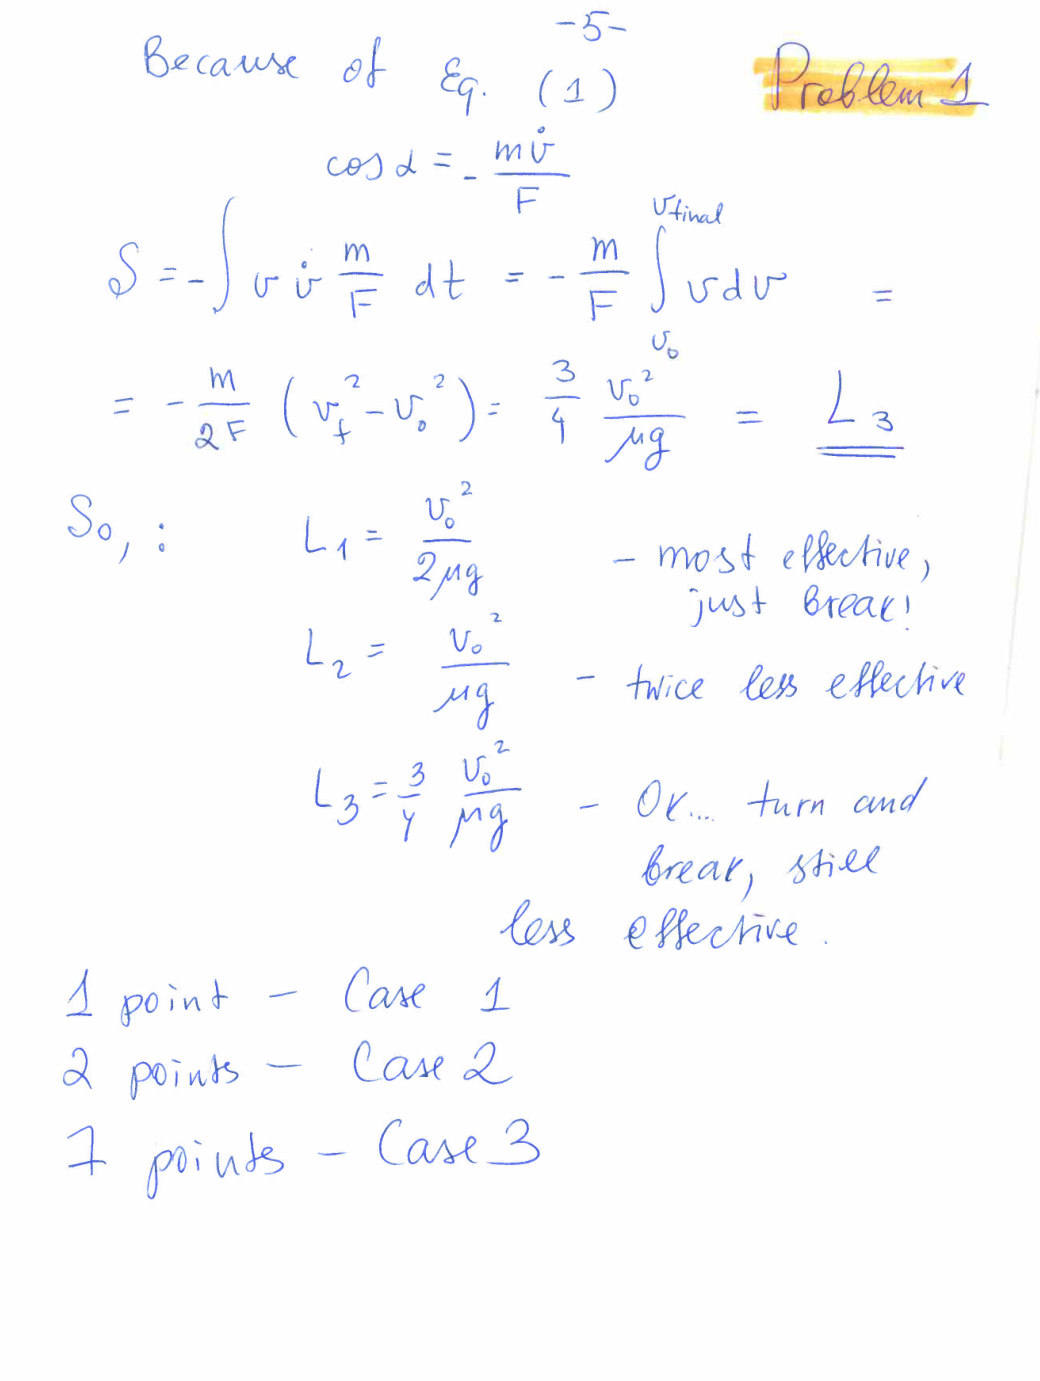 -5-
Because of Eq. (1) Problem 1
cos α = - mv̇/F
S = - ∫ v v̇ m/F dt = - m/F ∫_{v₀}^{v_final} v dv =
= - m/2F (v_f² - v₀²) = 3/4 v₀²/μg = L₃
So, : L₁ = v₀²/2μg - most effective,
just break!
L₂ = v₀²/μg - twice less effective
L₃ = 3/4 v₀²/μg - OK... turn and
break, still
less effective.
1 point - Case 1
2 points - Case 2
7 points - Case 3